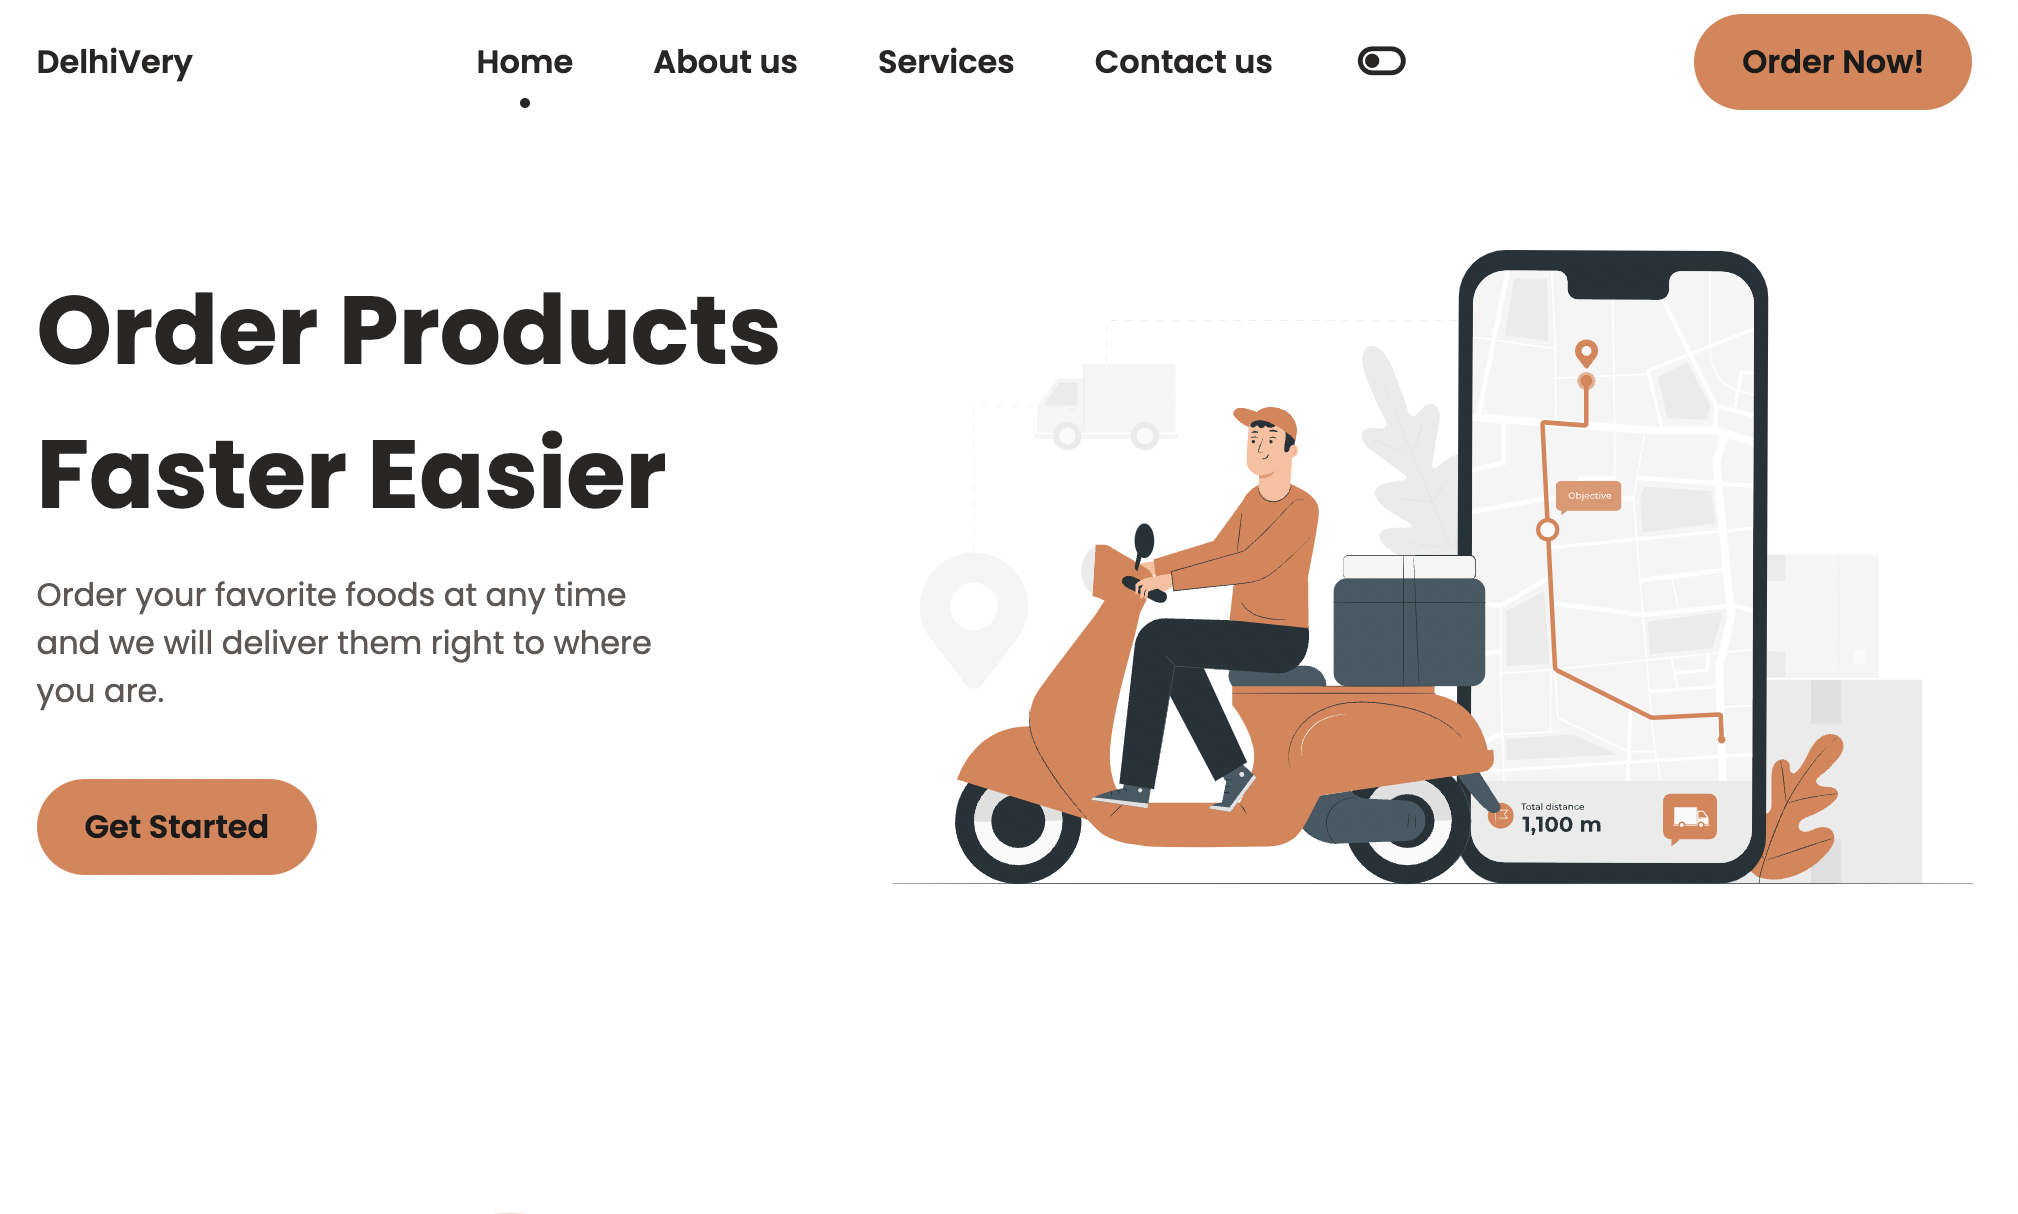 DelhiVery
Home
About us
Services
Contact us
Order Now!
Order Products
Faster Easier
Order your favorite foods at any time
and we will deliver them right to where
you are.
Get Started
Objective
Total distance
1,100 m